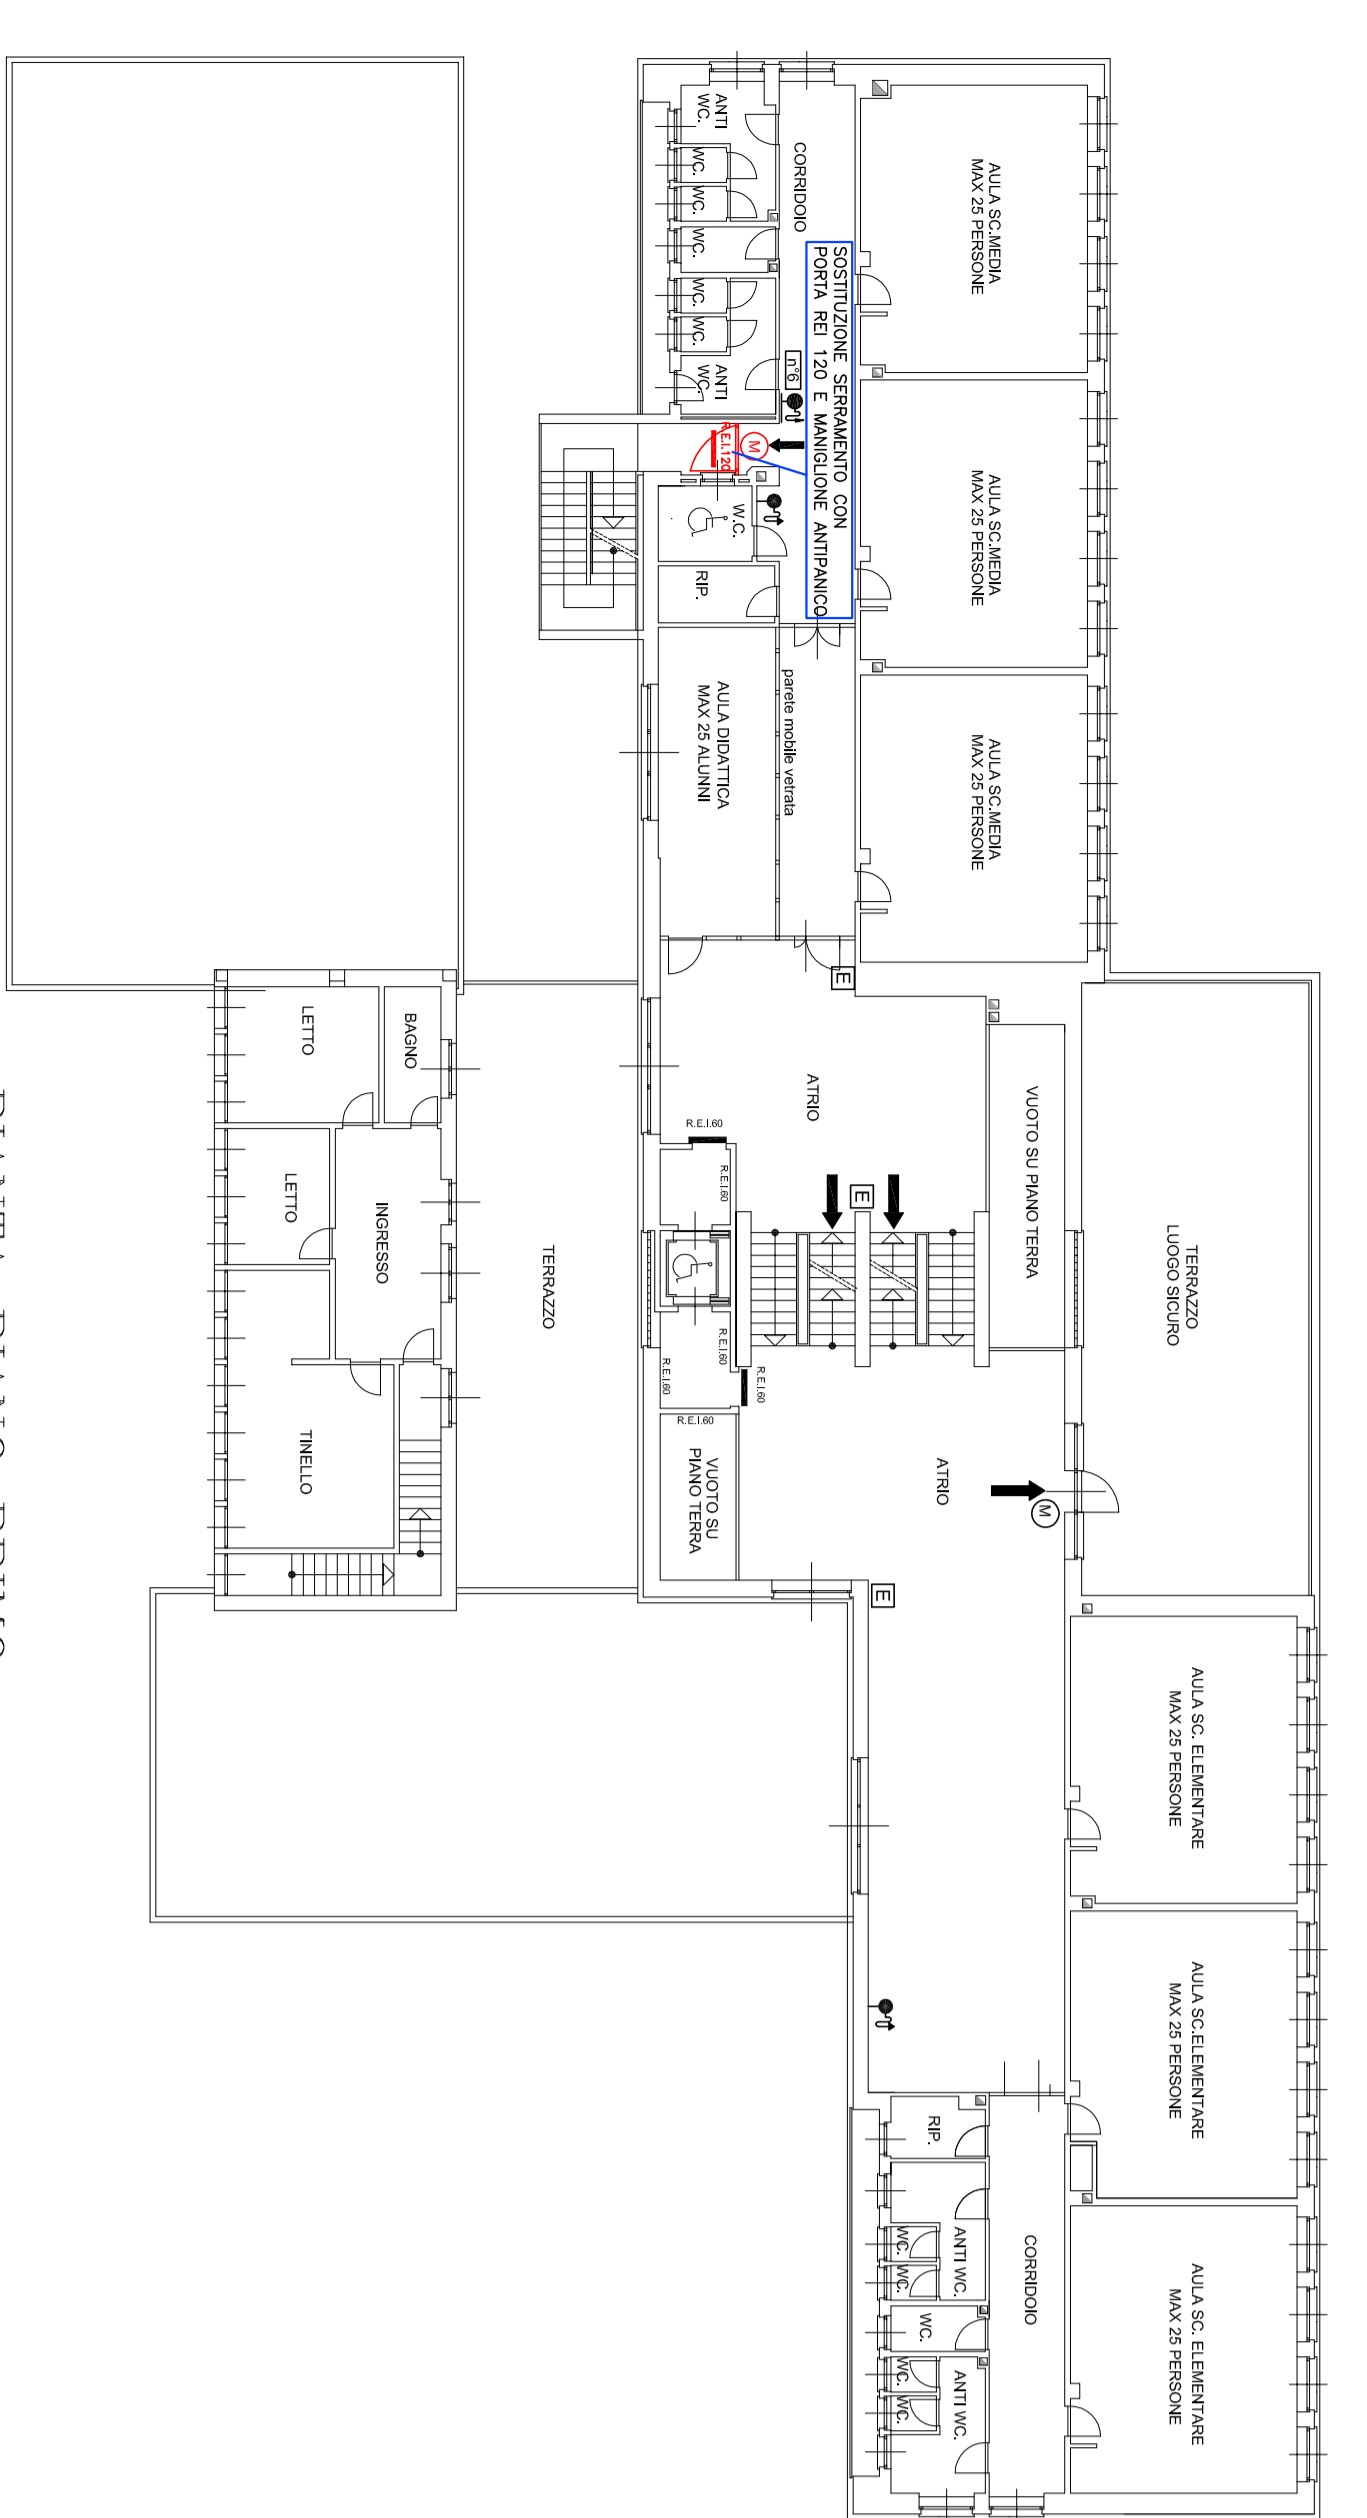 AULA SC.MEDIA
MAX 25 PERSONE
AULA SC.MEDIA
MAX 25 PERSONE
AULA SC.MEDIA
MAX 25 PERSONE
TERRAZZO
LUOGO SICURO
AULA SC. ELEMENTARE
MAX 25 PERSONE
AULA SC.ELEMENTARE
MAX 25 PERSONE
AULA SC. ELEMENTARE
MAX 25 PERSONE
VUOTO SU PIANO TERRA
CORRIDOIO
SOSTITUZIONE SERRAMENTO CON
PORTA REI 120 E MANIGLIONE ANTIPANICO
n°6
M
R.E.I.120
ANTI
WC.
WC.
WC.
WC.
WC.
WC.
ANTI
WC.
W.C.
RIP.
parete mobile vetrata
AULA DIDATTICA
MAX 25 ALUNNI
E
ATRIO
E
R.E.I.60
R.E.I.60
R.E.I.60
R.E.I.60
R.E.I.60
R.E.I.60
VUOTO SU
PIANO TERRA
ATRIO
M
E
CORRIDOIO
RIP.
ANTI WC.
WC.
WC.
WC.
ANTI WC.
WC.
WC.
TERRAZZO
BAGNO
LETTO
INGRESSO
LETTO
TINELLO
PIANTA PIANO PRIMO